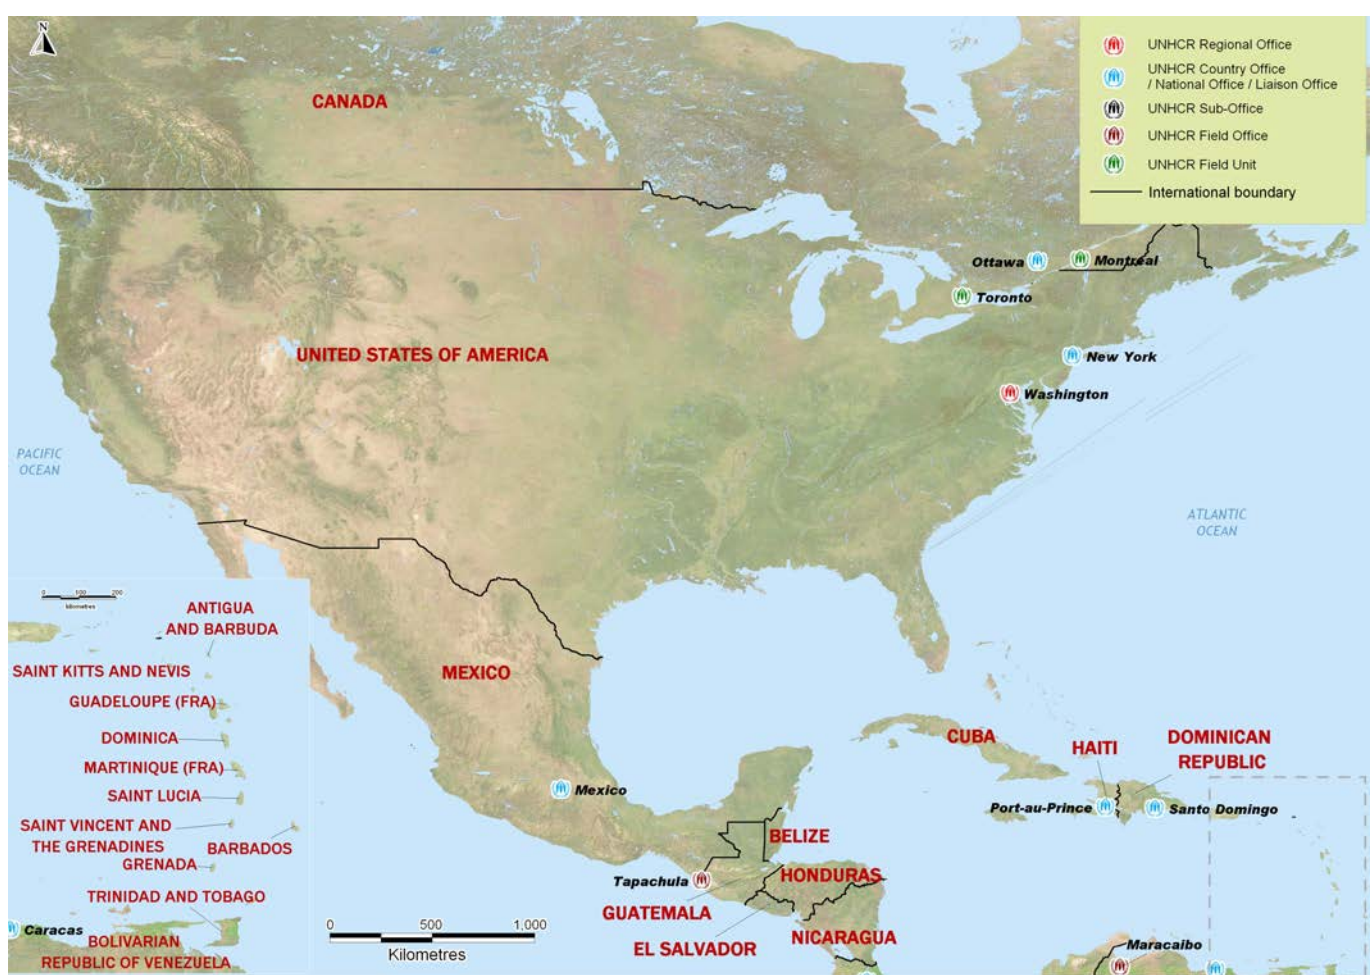 N
UNHCR Regional Office
UNHCR Country Office
/ National Office / Liaison Office
UNHCR Sub-Office
UNHCR Field Office
UNHCR Field Unit
International boundary
CANADA
Ottawa
Montreal
Toronto
UNITED STATES OF AMERICA
New York
Washington
PACIFIC
OCEAN
ATLANTIC
OCEAN
0 100 200
kilometres
ANTIGUA
AND BARBUDA
SAINT KITTS AND NEVIS
GUADELOUPE (FRA)
DOMINICA
MARTINIQUE (FRA)
SAINT LUCIA
SAINT VINCENT AND
THE GRENADINES
BARBADOS
GRENADA
TRINIDAD AND TOBAGO
Caracas
BOLIVARIAN
REPUBLIC OF VENEZUELA
MEXICO
Mexico
CUBA
HAITI
DOMINICAN
REPUBLIC
Port-au-Prince
Santo Domingo
BELIZE
Tapachula
HONDURAS
GUATEMALA
EL SALVADOR
NICARAGUA
Maracaibo
0 500 1,000
Kilometres